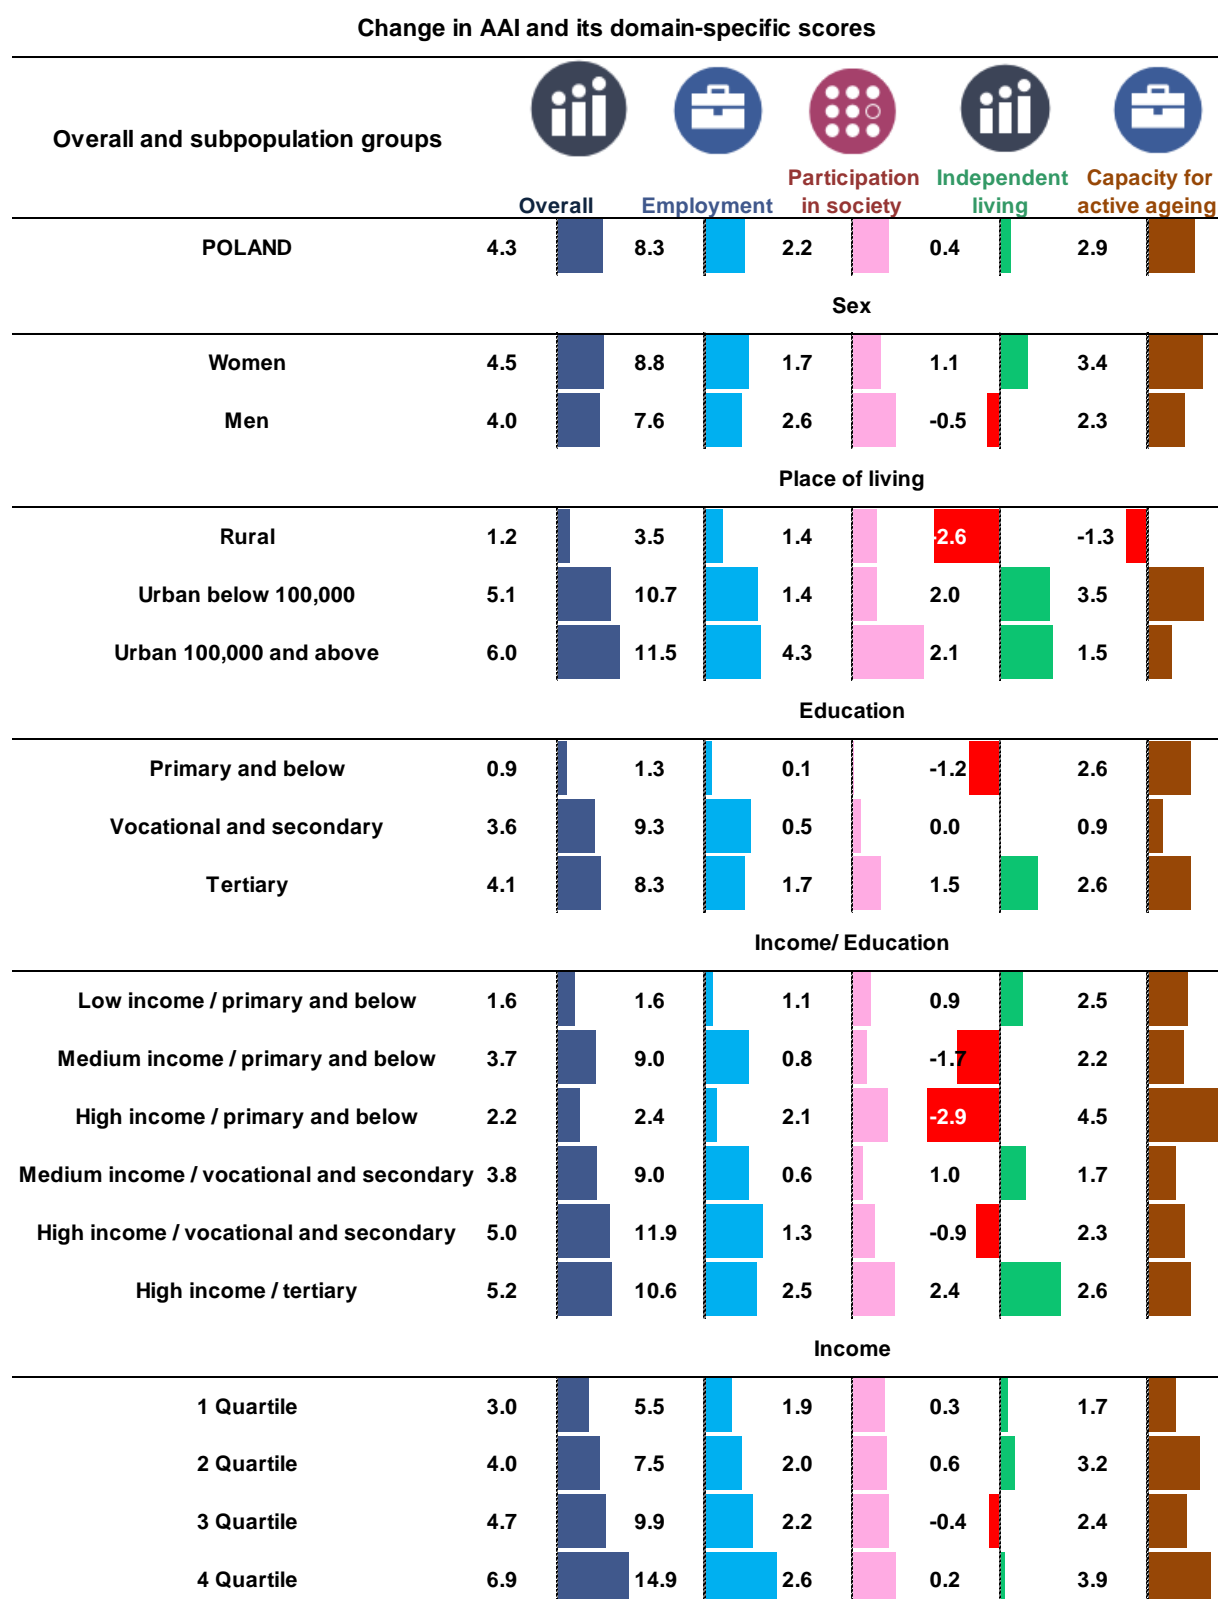 Change in AAI and its domain-specific scores
Overall and subpopulation groups
Overall Employment Participation in society Independent living Capacity for active ageing
POLAND 4.3 8.3 2.2 0.4 2.9
Sex
Women 4.5 8.8 1.7 1.1 3.4
Men 4.0 7.6 2.6 -0.5 2.3
Place of living
Rural 1.2 3.5 1.4 -2.6 -1.3
Urban below 100,000 5.1 10.7 1.4 2.0 3.5
Urban 100,000 and above 6.0 11.5 4.3 2.1 1.5
Education
Primary and below 0.9 1.3 0.1 -1.2 2.6
Vocational and secondary 3.6 9.3 0.5 0.0 0.9
Tertiary 4.1 8.3 1.7 1.5 2.6
Income/ Education
Low income / primary and below 1.6 1.6 1.1 0.9 2.5
Medium income / primary and below 3.7 9.0 0.8 -1.7 2.2
High income / primary and below 2.2 2.4 2.1 -2.9 4.5
Medium income / vocational and secondary 3.8 9.0 0.6 1.0 1.7
High income / vocational and secondary 5.0 11.9 1.3 -0.9 2.3
High income / tertiary 5.2 10.6 2.5 2.4 2.6
Income
1 Quartile 3.0 5.5 1.9 0.3 1.7
2 Quartile 4.0 7.5 2.0 0.6 3.2
3 Quartile 4.7 9.9 2.2 -0.4 2.4
4 Quartile 6.9 14.9 2.6 0.2 3.9